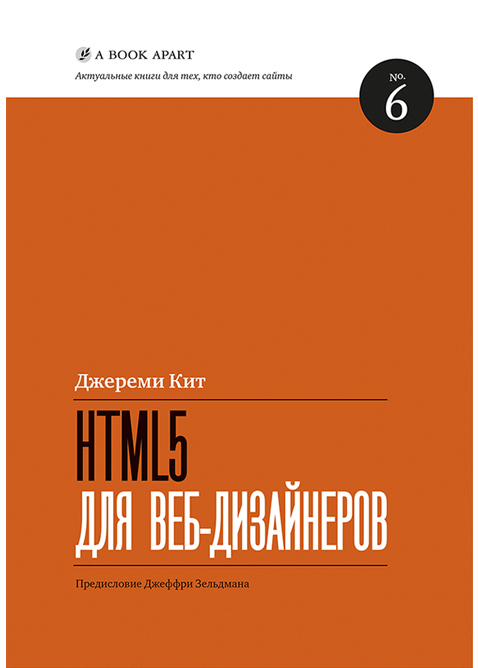 A BOOK APART
Актуальные книги для тех, кто создает сайты
No.
6
Джереми Кит
HTML5
ДЛЯ ВЕБ-ДИЗАЙНЕРОВ
Предисловие Джеффри Зельдмана